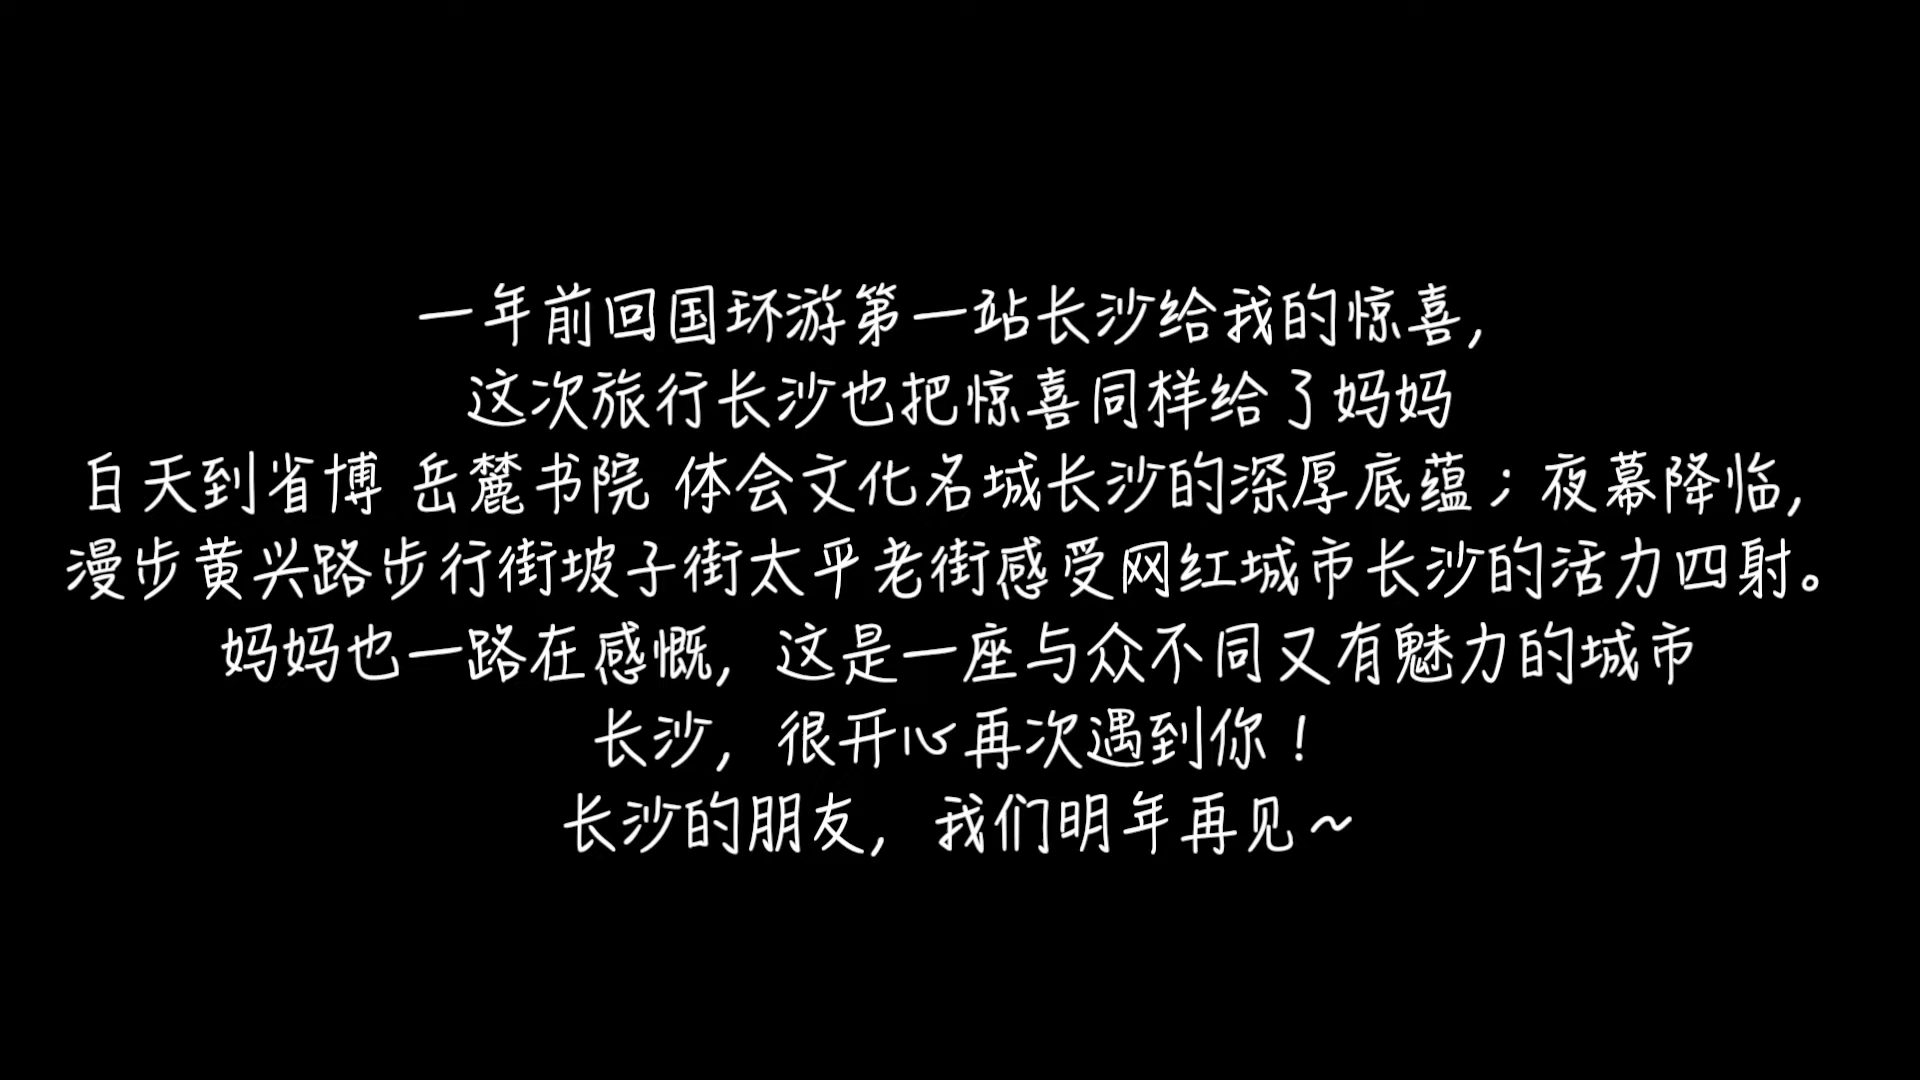 一年前回国环游第一站长沙给我的惊喜,
这次旅行长沙也把惊喜同样给了妈妈
白天到省博 岳麓书院 体会文化名城长沙的深厚底蕴；夜幕降临,
漫步黄兴路步行街坡子街太平老街感受网红城市长沙的活力四射。
妈妈也一路在感慨，这是一座与众不同又有魅力的城市
长沙，很开心再次遇到你！
长沙的朋友，我们明年再见~